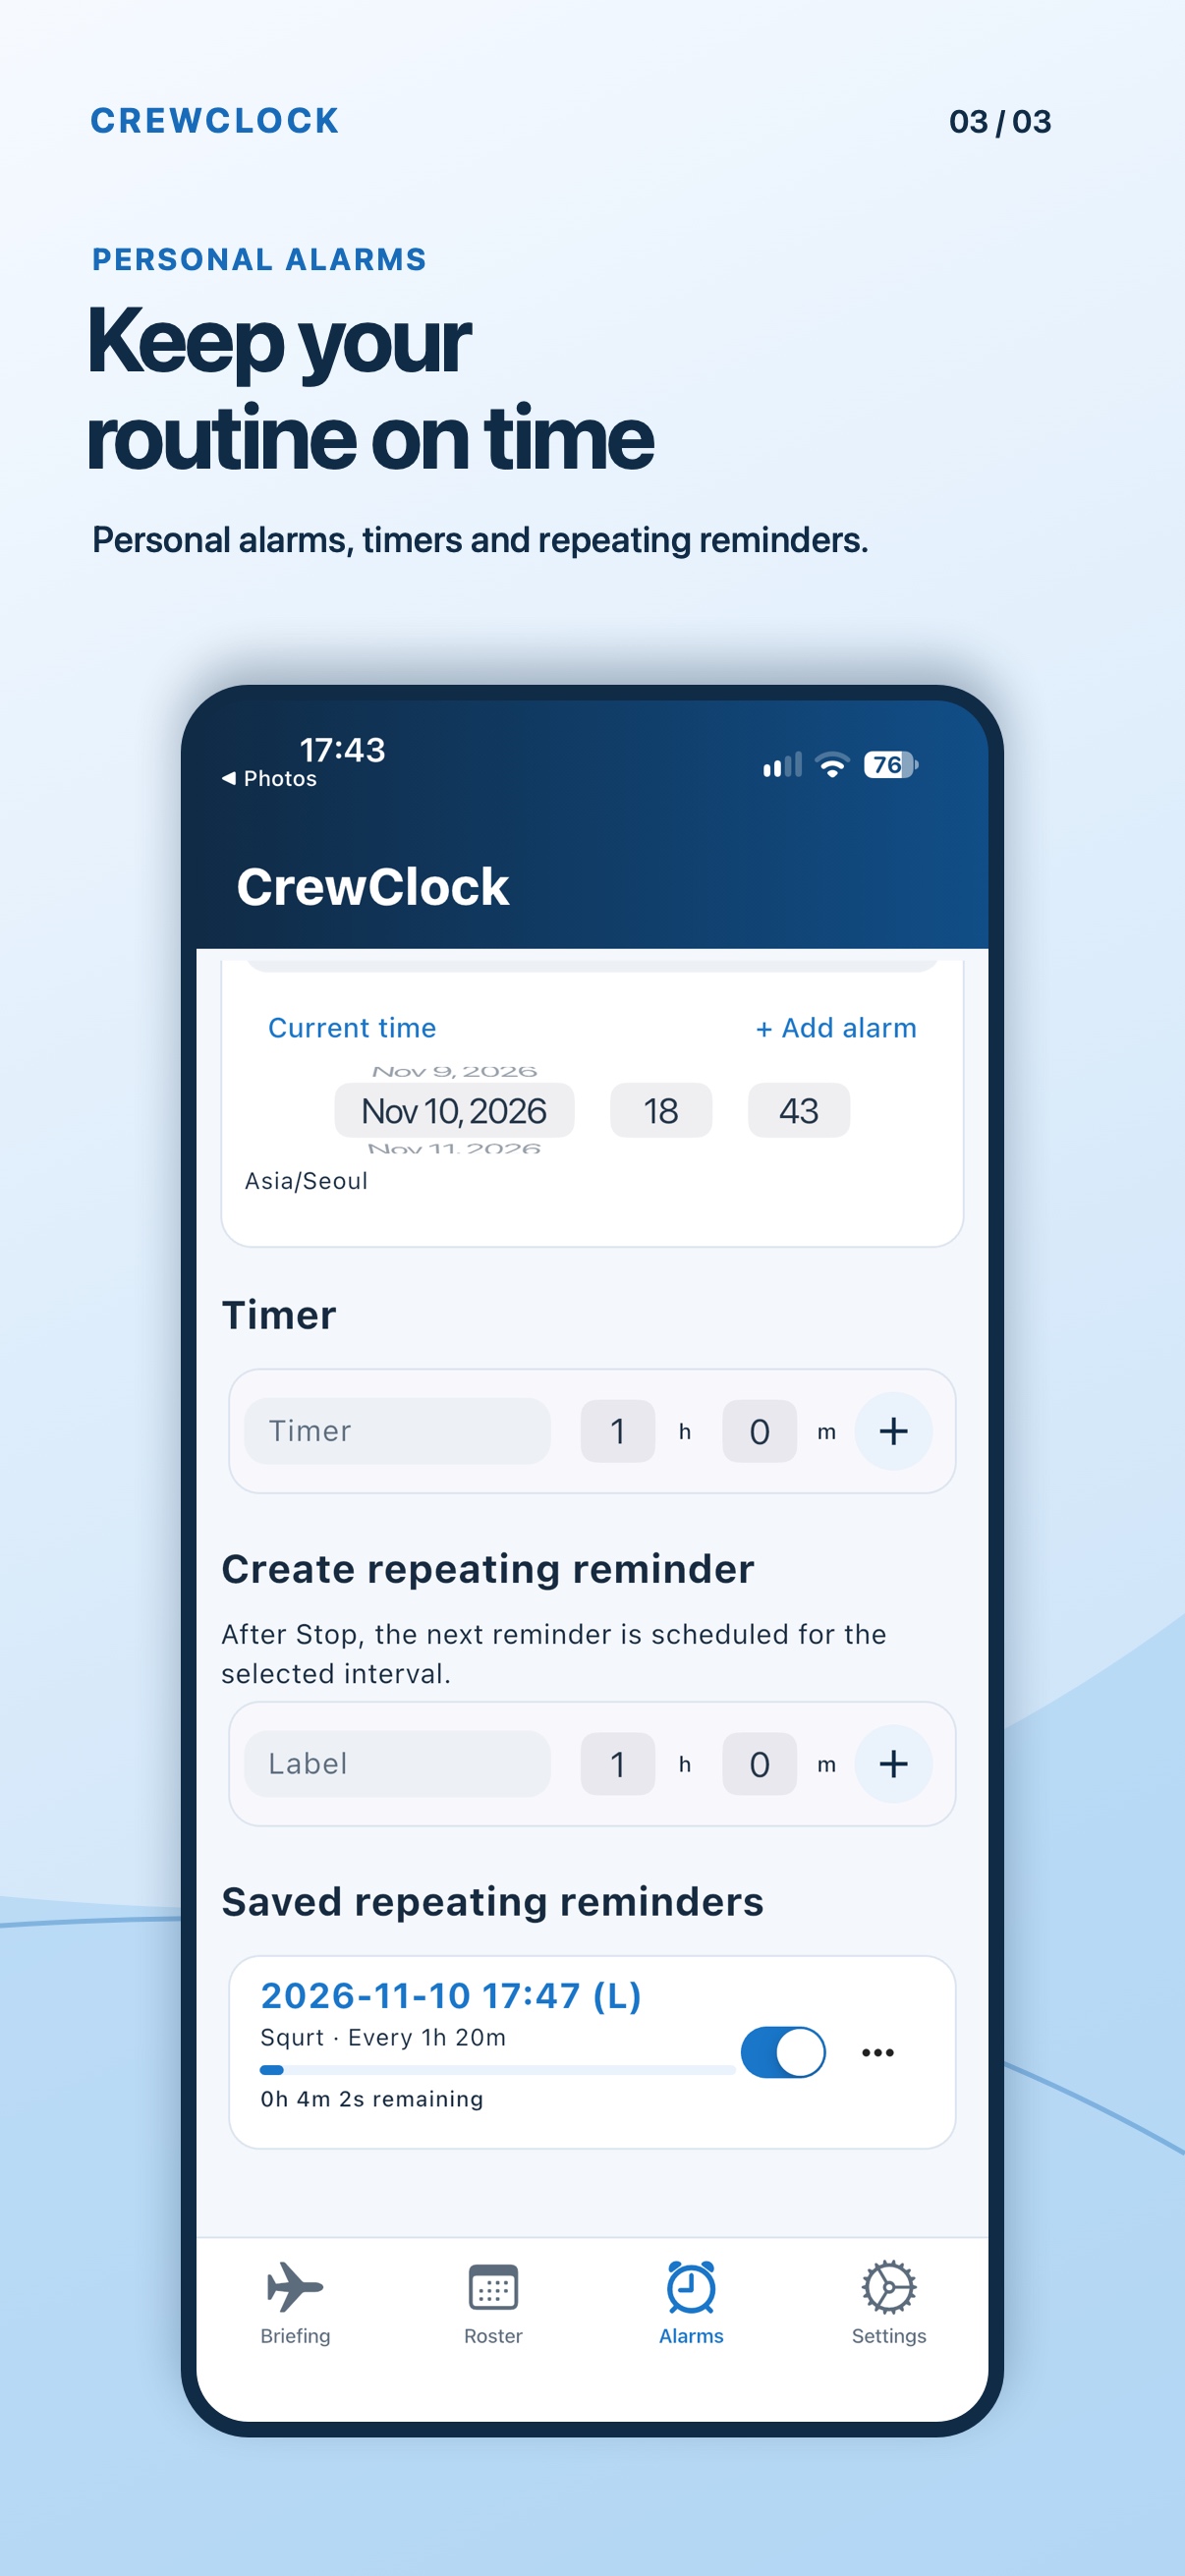 CREWCLOCK
03 / 03
PERSONAL ALARMS
Keep your
routine on time
Personal alarms, timers and repeating reminders.
17:43
◀ Photos
76
CrewClock
Current time
+ Add alarm
Nov 9, 2026
Nov 10, 2026 18 43
Nov 11, 2026
Asia/Seoul
Timer
Timer 1 h 0 m +
Create repeating reminder
After Stop, the next reminder is scheduled for the
selected interval.
Label 1 h 0 m +
Saved repeating reminders
2026-11-10 17:47 (L)
Squrt · Every 1h 20m
0h 4m 2s remaining
Briefing
Roster
Alarms
Settings